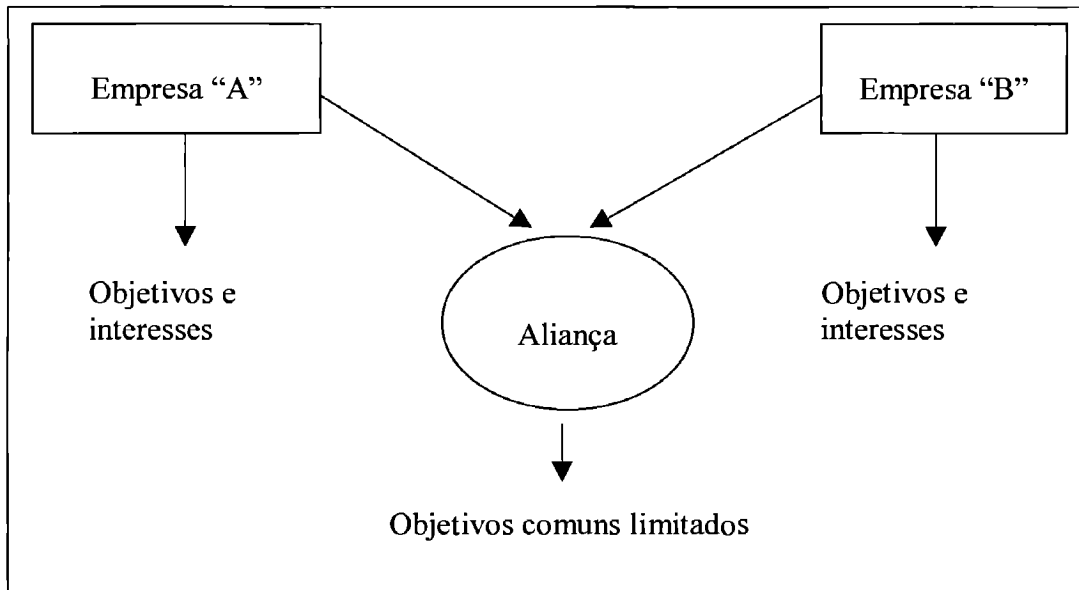 Empresa “A”
Empresa “B”
Objetivos e
interesses
Aliança
Objetivos e
interesses
Objetivos comuns limitados